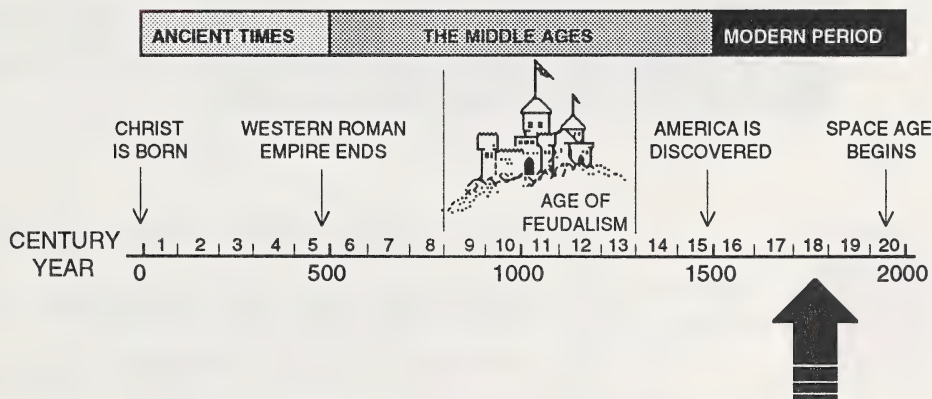 ANCIENT TIMES THE MIDDLE AGES MODERN PERIOD
CHRIST
IS BORN
WESTERN ROMAN
EMPIRE ENDS
AMERICA IS
DISCOVERED
SPACE AGE
BEGINS
AGE OF
FEUDALISM
CENTURY 1 2 3 4 5 6 7 8 9 10 11 12 13 14 15 16 17 18 19 20
YEAR 0 500 1000 1500 2000